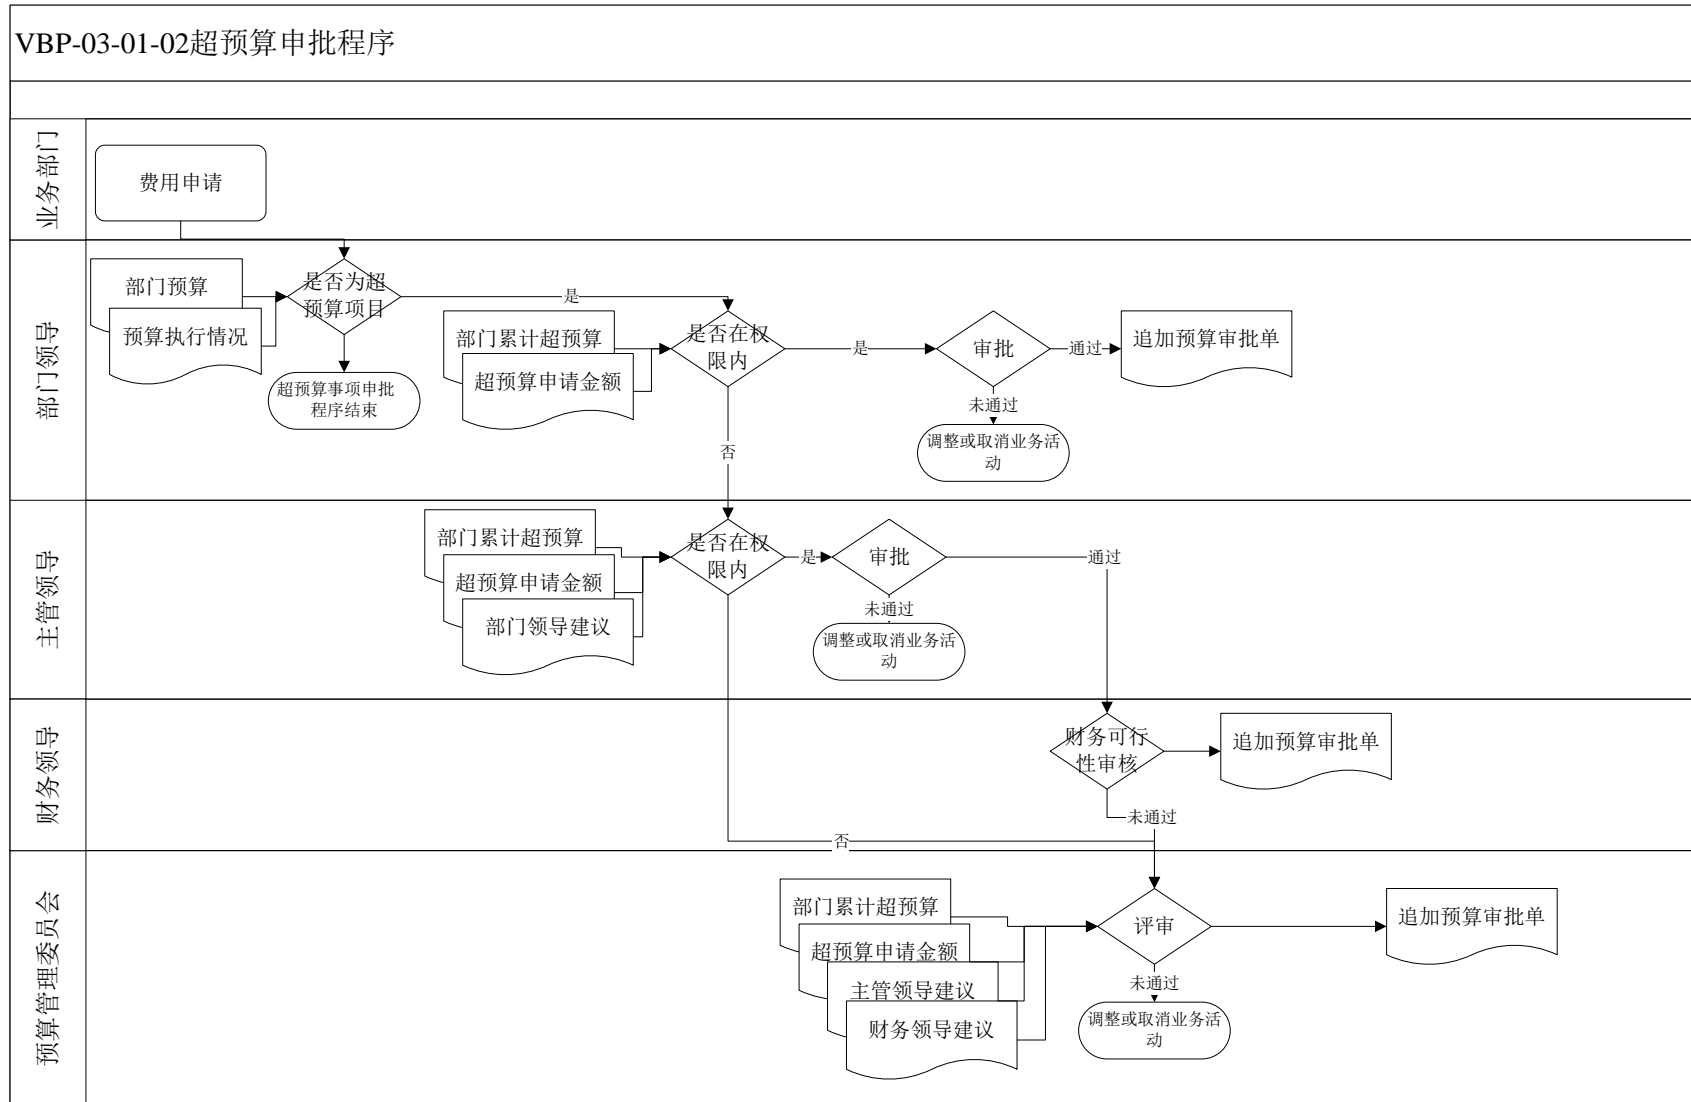 VBP-03-01-02超预算申批程序
业务部门
费用申请
部门领导
部门预算
预算执行情况
是否为超
预算项目
超预算事项申批
程序结束
是
部门累计超预算
超预算申请金额
是否在权
限内
是
审批
通过
追加预算审批单
未通过
调整或取消业务活
动
否
主管领导
部门累计超预算
超预算申请金额
部门领导建议
是否在权
限内
是
审批
通过
未通过
调整或取消业务活
动
财务领导
财务可行
性审核
追加预算审批单
未通过
否
预算管理委员会
部门累计超预算
超预算申请金额
主管领导建议
财务领导建议
评审
追加预算审批单
未通过
调整或取消业务活
动